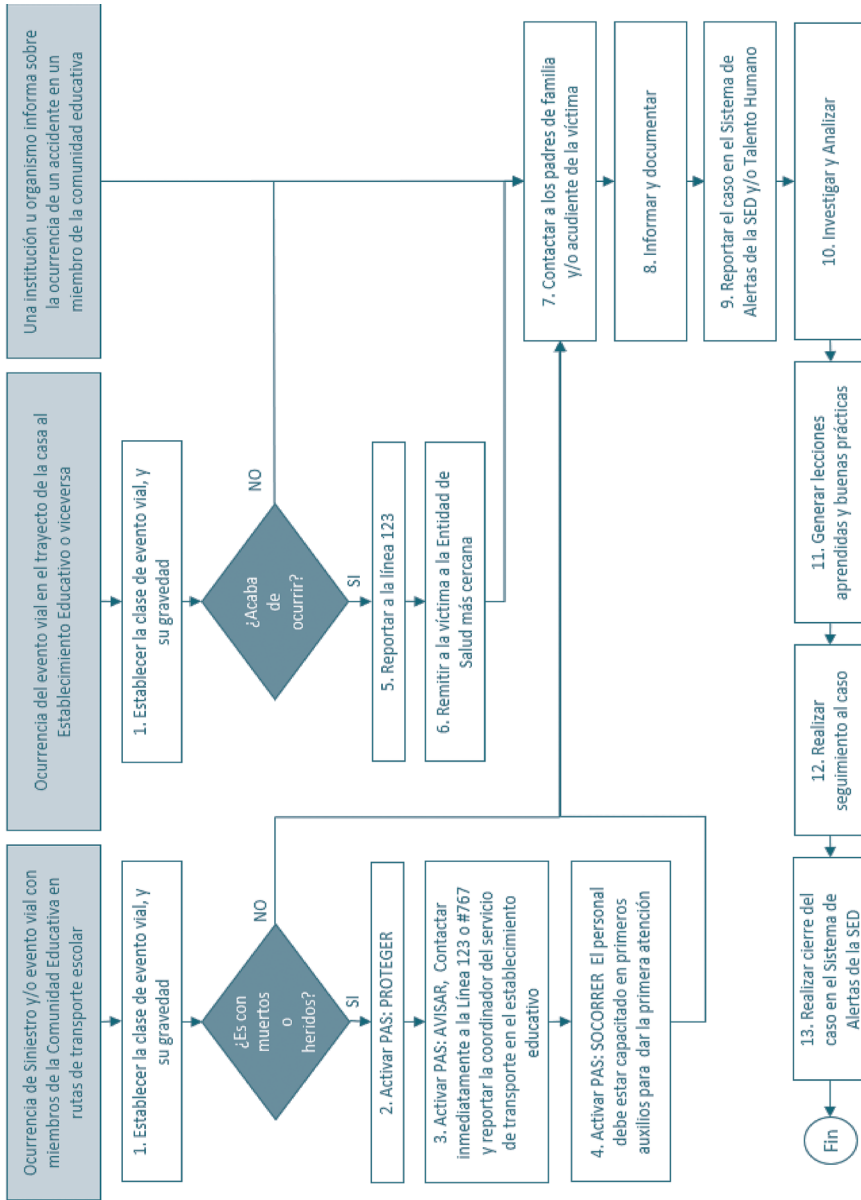 Ocurrencia de Siniestro y/o evento vial con
miembros de la Comunidad Educativa en
rutas de transporte escolar
Ocurrencia del evento vial en el trayecto de la casa al
Establecimiento Educativo o viceversa
Una institución u organismo informa sobre
la ocurrencia de un accidente en un
miembro de la comunidad educativa
1. Establecer la clase de evento vial, y
su gravedad
¿Es con
muertos
o
heridos?
NO
SI
2. Activar PAS: PROTEGER
3. Activar PAS: AVISAR, Contactar
inmediatamente a la Línea 123 o #767
y reportar la coordinador del servicio
de transporte en el establecimiento
educativo
4. Activar PAS: SOCORRER El personal
debe estar capacitado en primeros
auxilios para dar la primera atención
1. Establecer la clase de evento vial, y
su gravedad
¿Acaba
de
ocurrir?
NO
SI
5. Reportar a la línea 123
6. Remitir a la víctima a la Entidad de
Salud más cercana
7. Contactar a los padres de familia
y/o acudiente de la víctima
8. Informar y documentar
9. Reportar el caso en el Sistema de
Alertas de la SED y/o Talento Humano
10. Investigar y Analizar
11. Generar lecciones
aprendidas y buenas prácticas
12. Realizar
seguimiento al caso
13. Realizar cierre del
caso en el Sistema de
Alertas de la SED
Fin